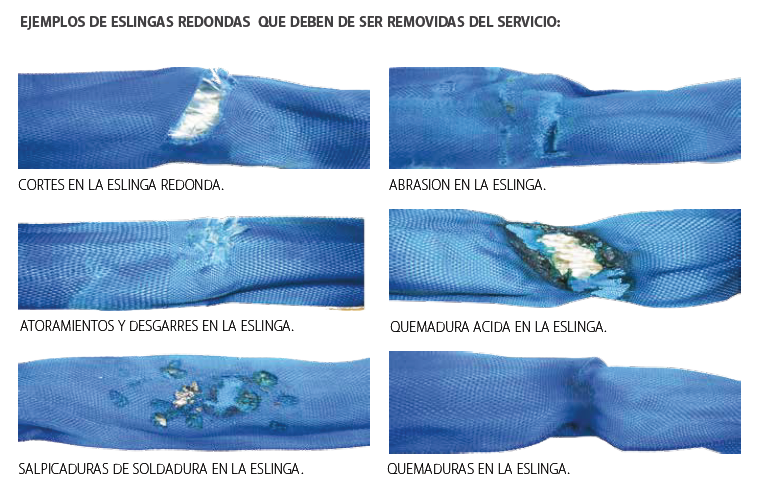 EJEMPLOS DE ESLINGAS REDONDAS QUE DEBEN DE SER REMOVIDAS DEL SERVICIO:
CORTES EN LA ESLINGA REDONDA.
ABRASION EN LA ESLINGA.
ATORAMIENTOS Y DESGARRES EN LA ESLINGA.
QUEMADURA ACIDA EN LA ESLINGA.
SALPICADURAS DE SOLDADURA EN LA ESLINGA.
QUEMADURAS EN LA ESLINGA.